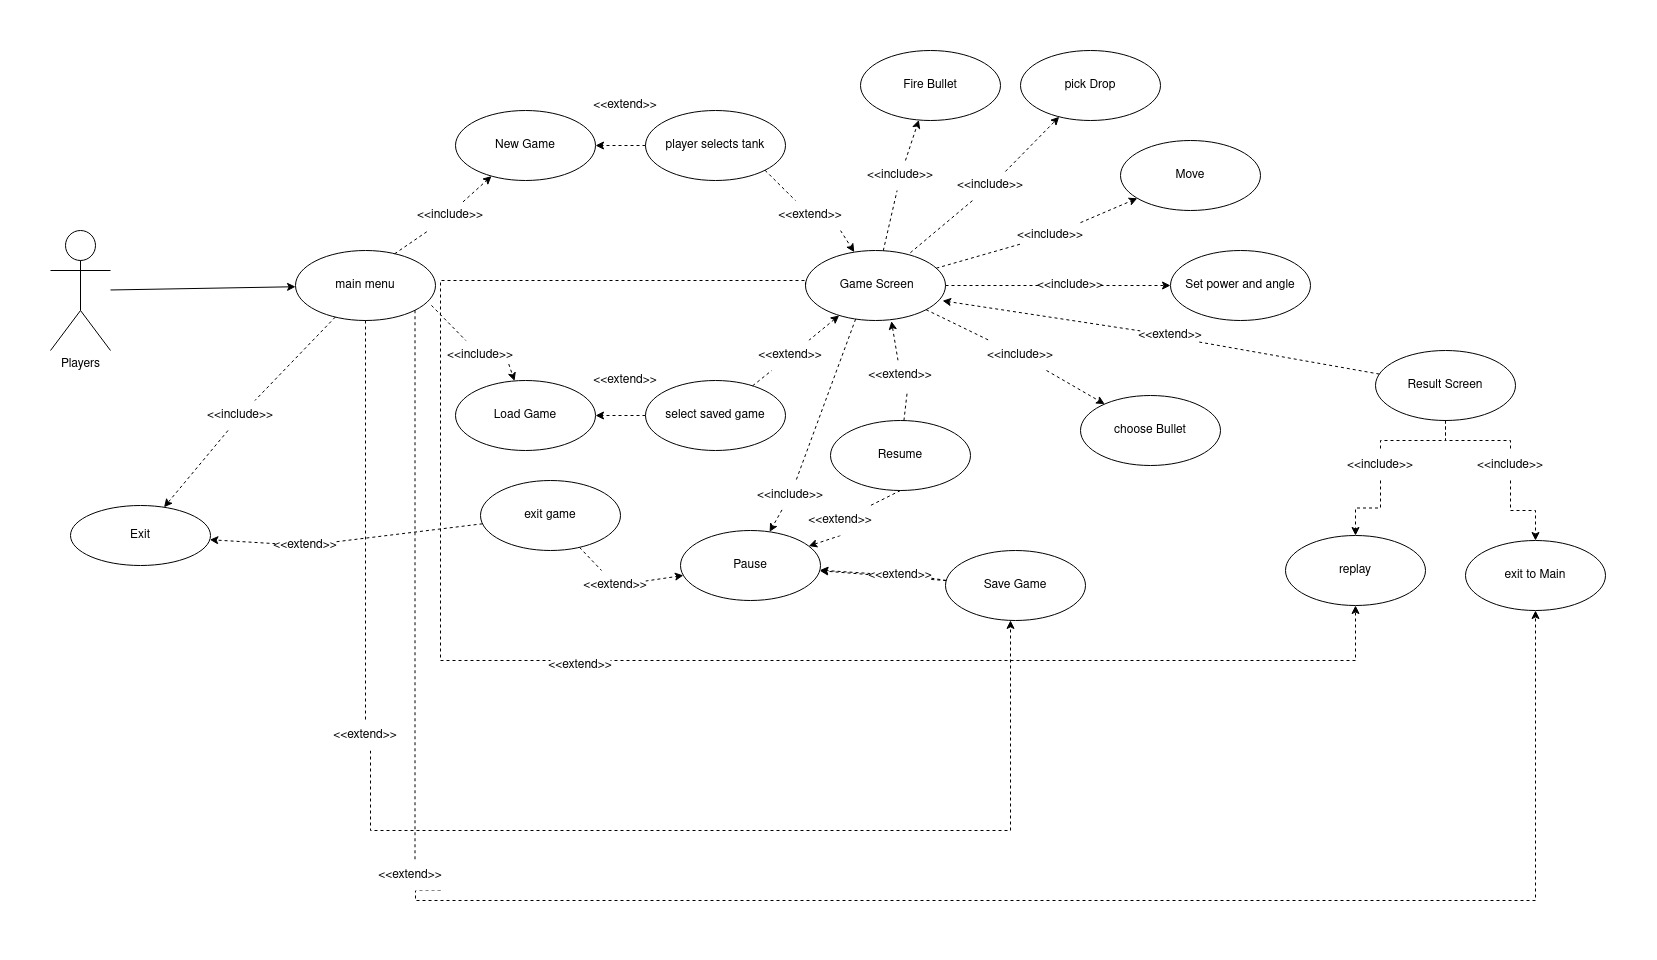 Fire Bullet
pick Drop
<<extend>>
New Game
player selects tank
<<include>>
Move
<<include>>
<<include>>
<<extend>>
<<include>>
main menu
Game Screen
<<include>>
Set power and angle
<<extend>>
<<include>>
<<extend>>
<<include>>
Players
<<extend>>
<<extend>>
Result Screen
<<include>>
Load Game
select saved game
choose Bullet
Resume
<<include>>
<<include>>
<<include>>
exit game
<<extend>>
Exit
<<extend>>
Pause
replay
<<extend>>
<<extend>>
Save Game
exit to Main
<<extend>>
<<extend>>
<<extend>>